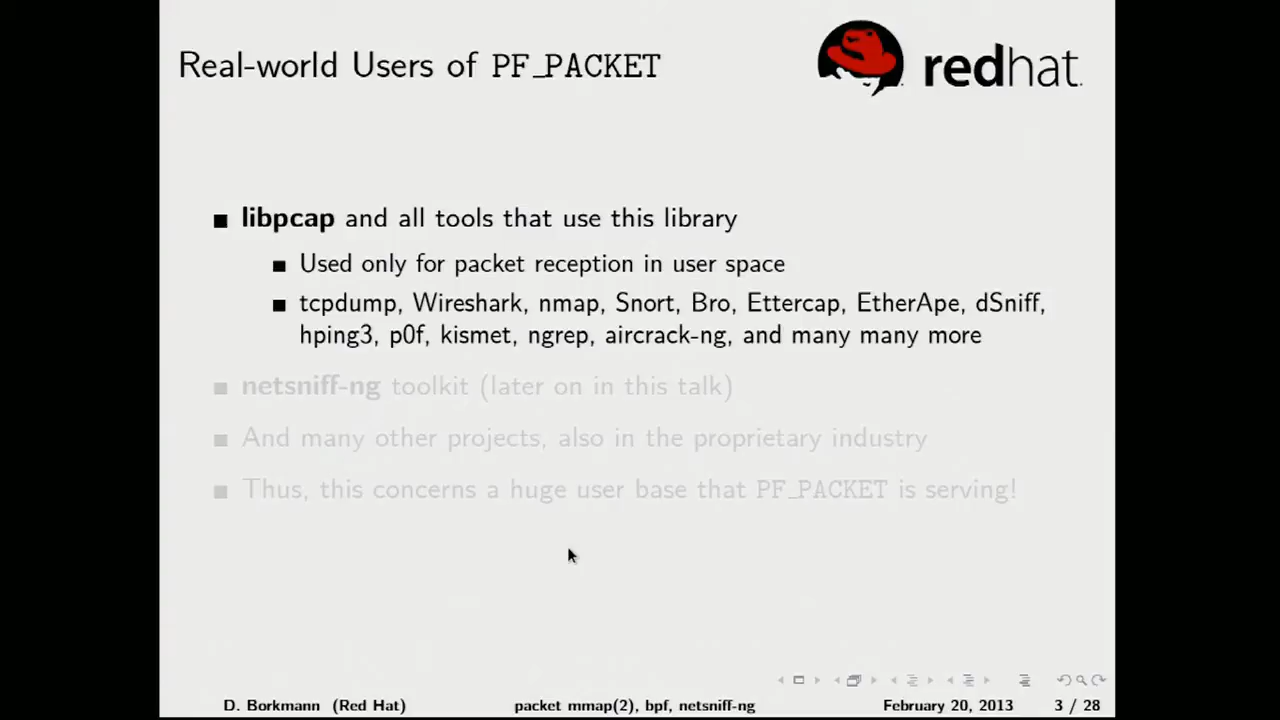 Real-world Users of PF_PACKET
redhat.
libpcap and all tools that use this library
Used only for packet reception in user space
tcpdump, Wireshark, nmap, Snort, Bro, Ettercap, EtherApe, dSniff,
hping3, p0f, kismet, ngrep, aircrack-ng, and many many more
netsniff-ng toolkit (later on in this talk)
And many other projects, also in the proprietary industry
Thus, this concerns a huge user base that PF_PACKET is serving!
D. Borkmann (Red Hat) packet mmap(2), bpf, netsniff-ng February 20, 2013 3 / 28